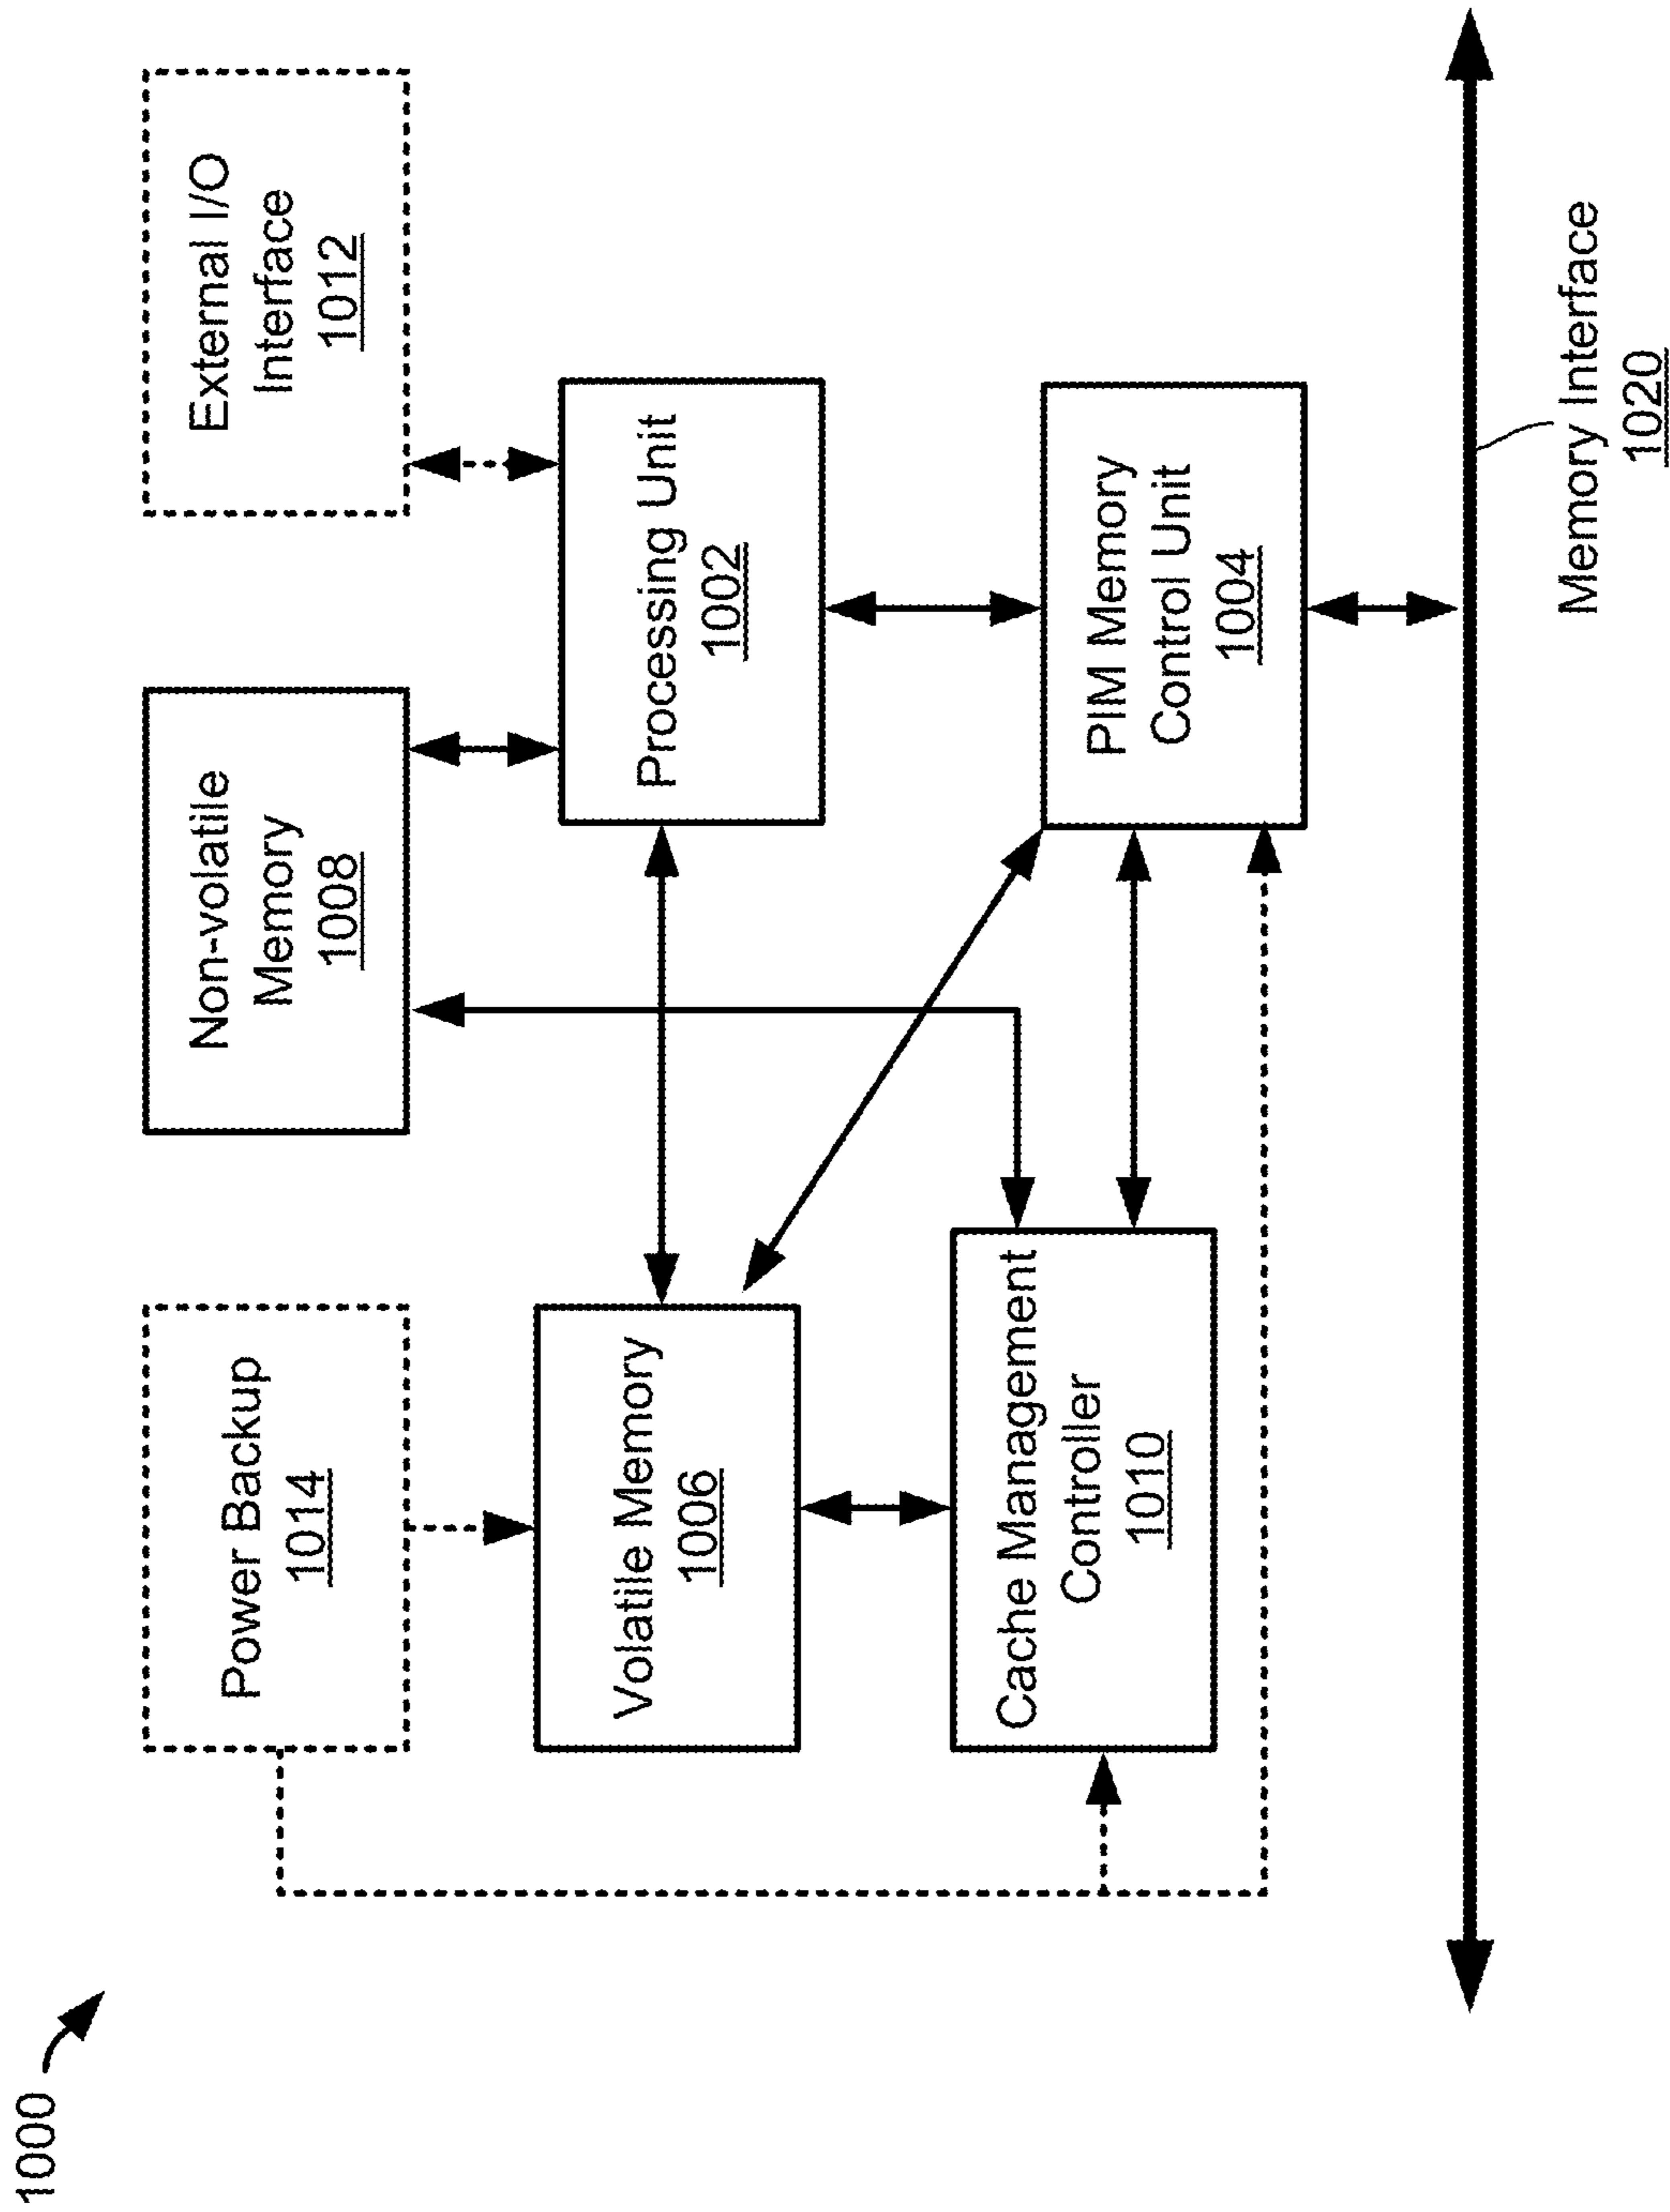 1000
Power Backup
1014
Non-volatile
Memory
1008
External I/O
Interface
1012
Volatile Memory
1006
Processing Unit
1002
Cache Management
Controller
1010
PIM Memory
Control Unit
1004
Memory Interface
1020